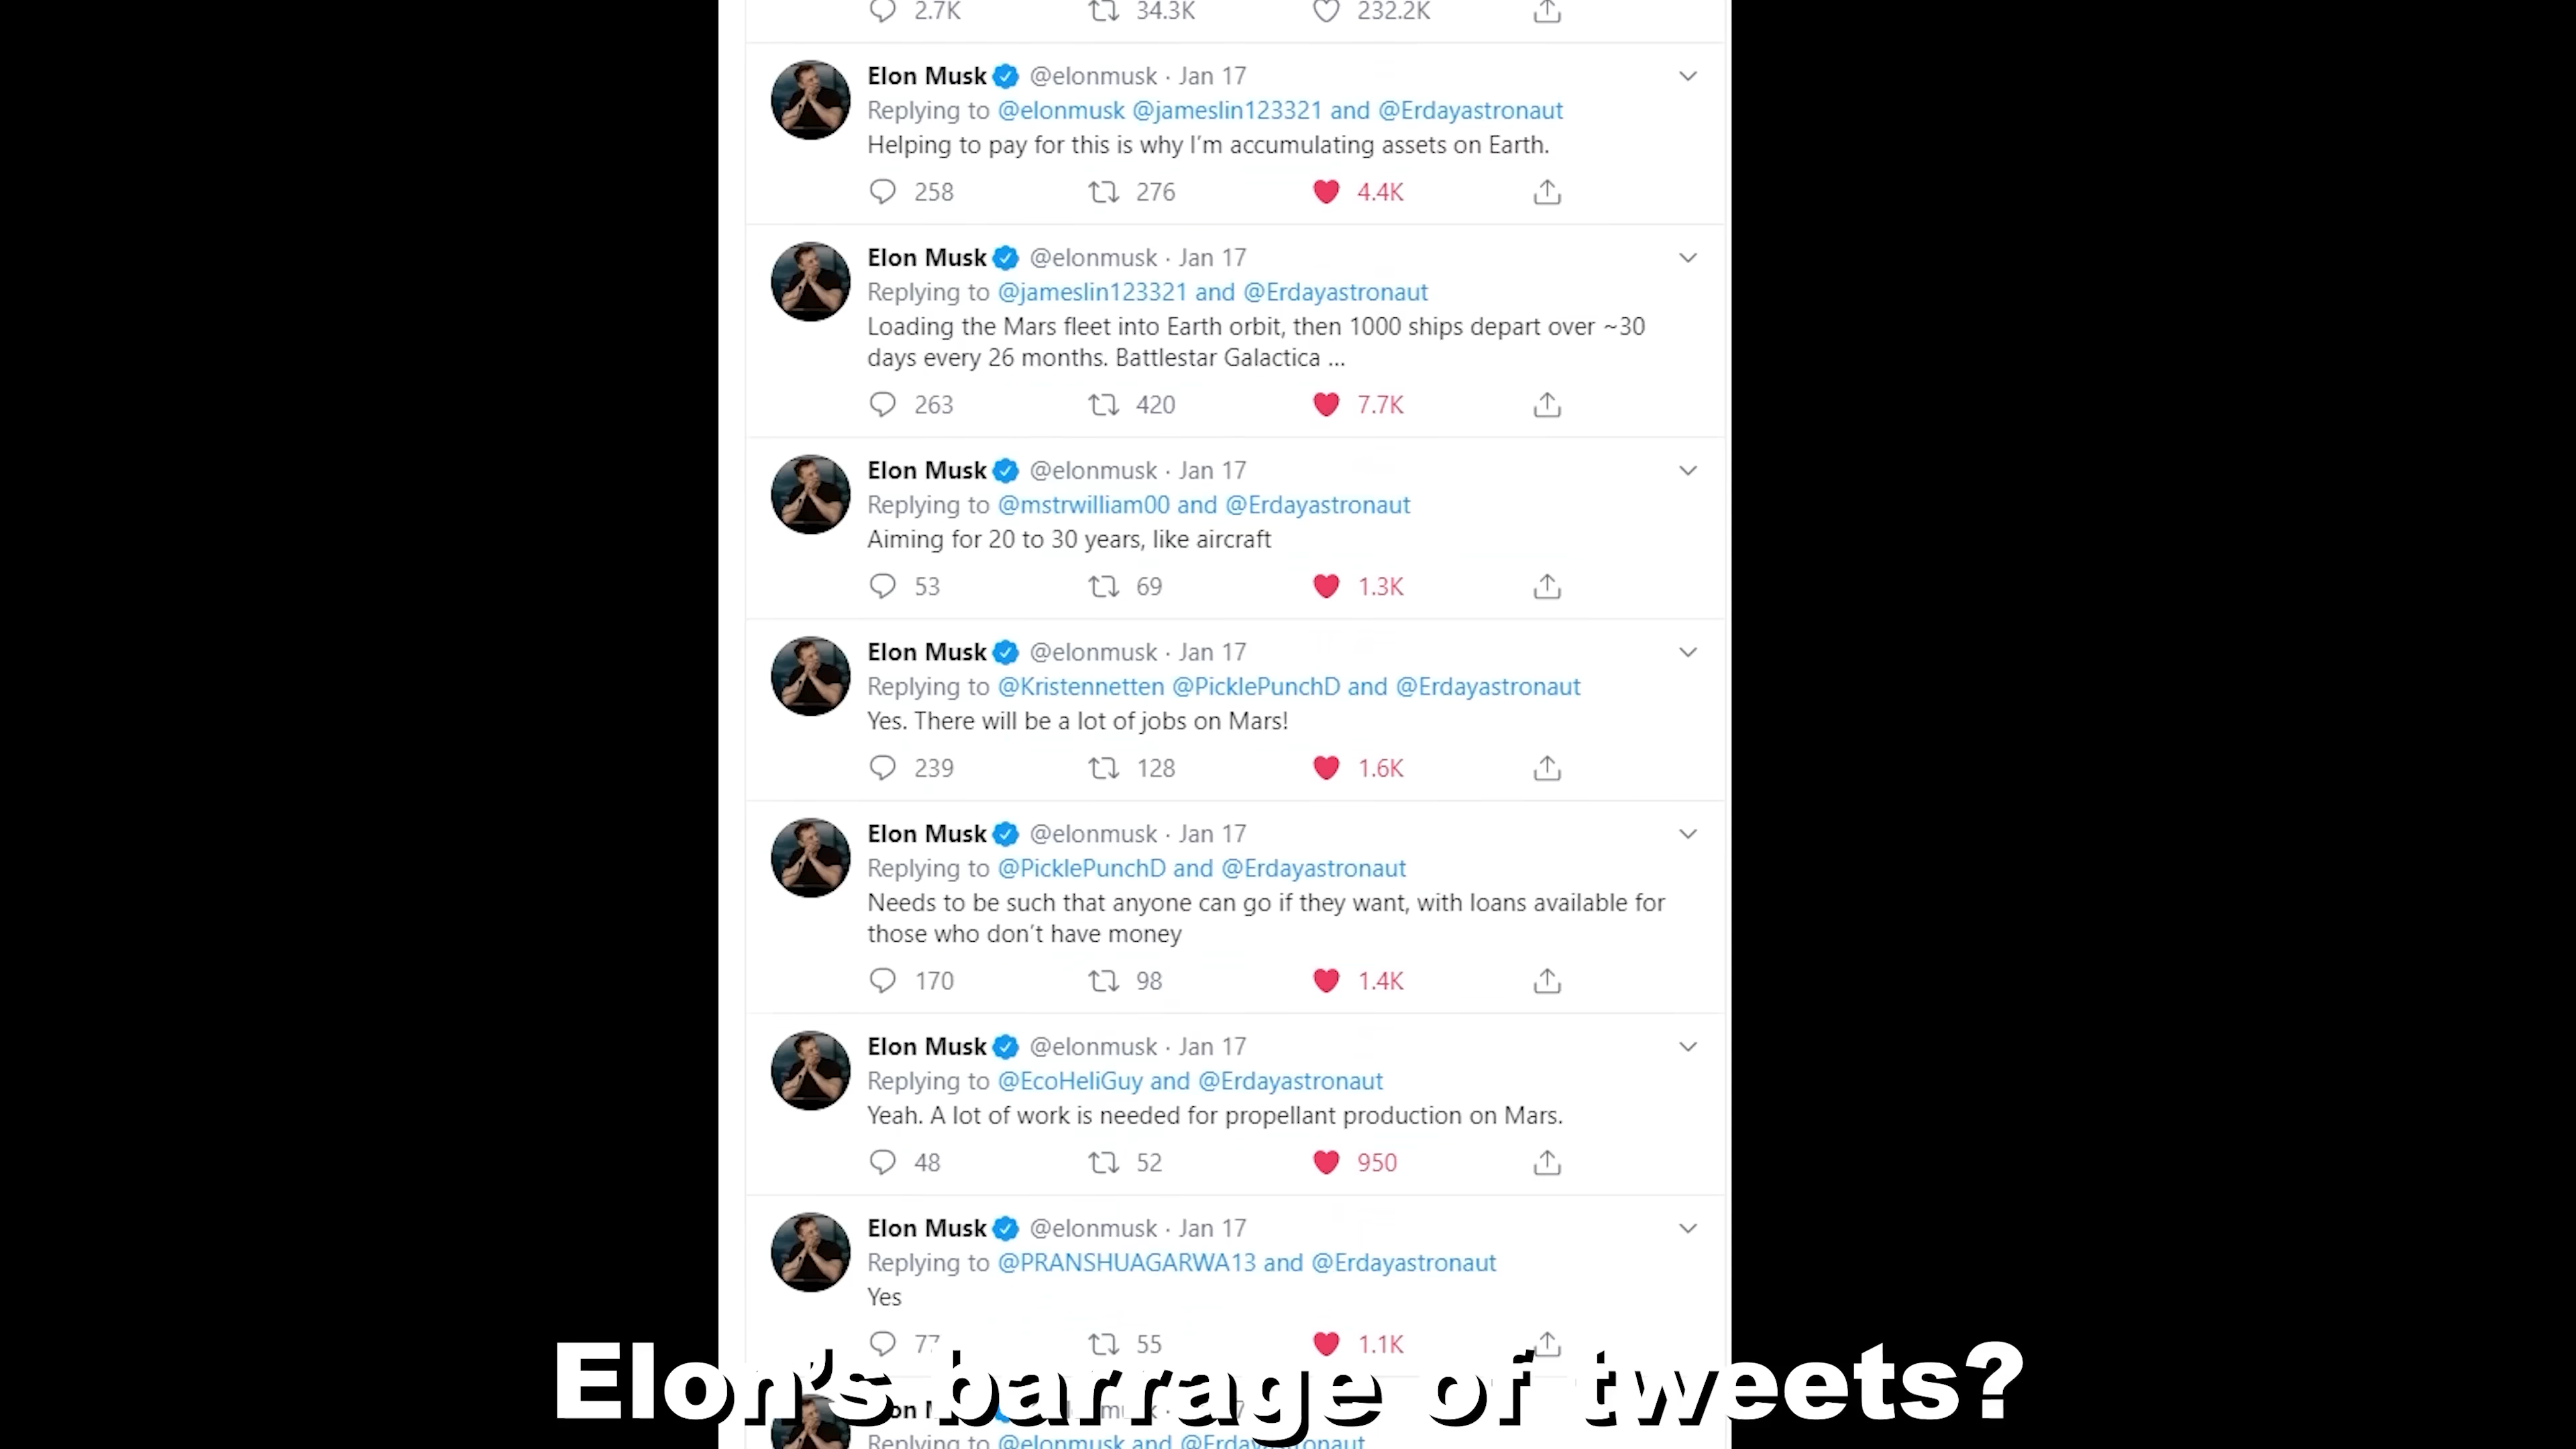 2.7K 34.3K 232.2K
Elon Musk @elonmusk · Jan 17
Replying to @elonmusk @jameslin123321 and @Erdayastronaut
Helping to pay for this is why I’m accumulating assets on Earth.
258 276 4.4K
Elon Musk @elonmusk · Jan 17
Replying to @jameslin123321 and @Erdayastronaut
Loading the Mars fleet into Earth orbit, then 1000 ships depart over ~30
days every 26 months. Battlestar Galactica ...
263 420 7.7K
Elon Musk @elonmusk · Jan 17
Replying to @mstrwilliam00 and @Erdayastronaut
Aiming for 20 to 30 years, like aircraft
53 69 1.3K
Elon Musk @elonmusk · Jan 17
Replying to @Kristennetten @PicklePunchD and @Erdayastronaut
Yes. There will be a lot of jobs on Mars!
239 128 1.6K
Elon Musk @elonmusk · Jan 17
Replying to @PicklePunchD and @Erdayastronaut
Needs to be such that anyone can go if they want, with loans available for
those who don’t have money
170 98 1.4K
Elon Musk @elonmusk · Jan 17
Replying to @EcoHeliGuy and @Erdayastronaut
Yeah. A lot of work is needed for propellant production on Mars.
48 52 950
Elon Musk @elonmusk · Jan 17
Replying to @PRANSHUAGARWA13 and @Erdayastronaut
Yes
77 55 1.1K
Elon’s barrage of tweets?
Replying to @elonmusk and